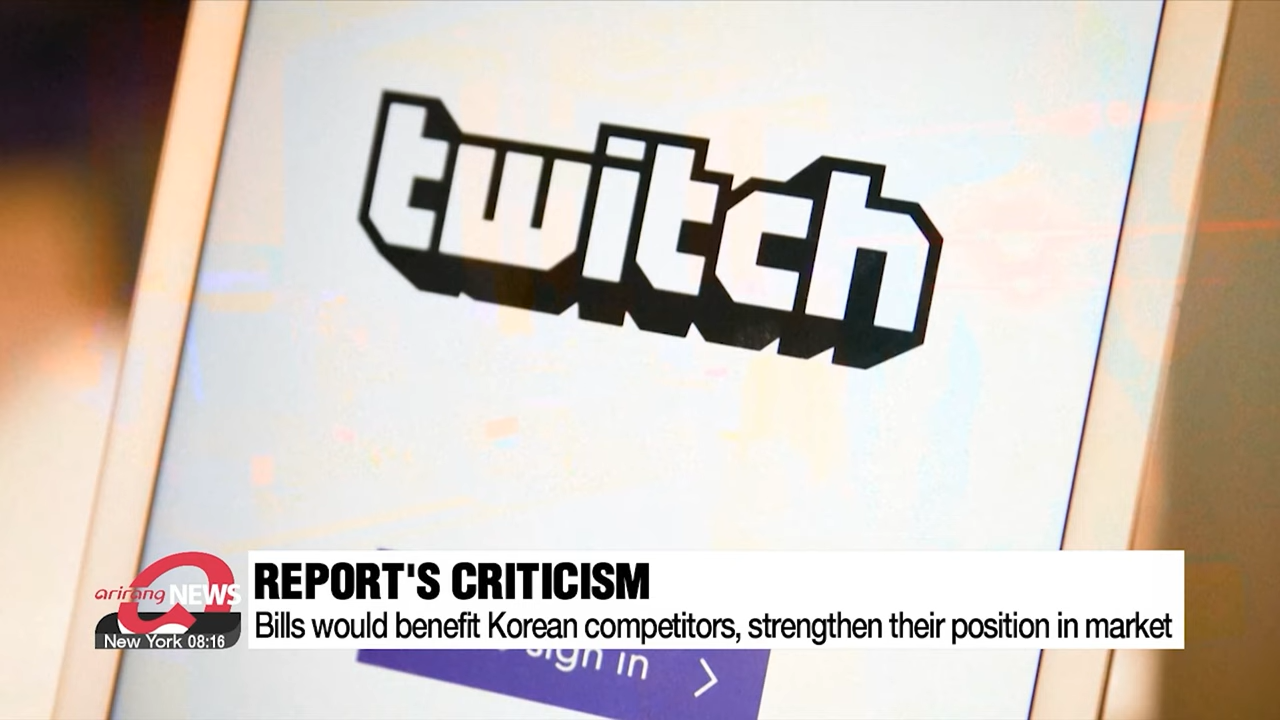 twitch
REPORT'S CRITICISM
arirang NEWS
Bills would benefit Korean competitors, strengthen their position in market
New York 08:16
sign in